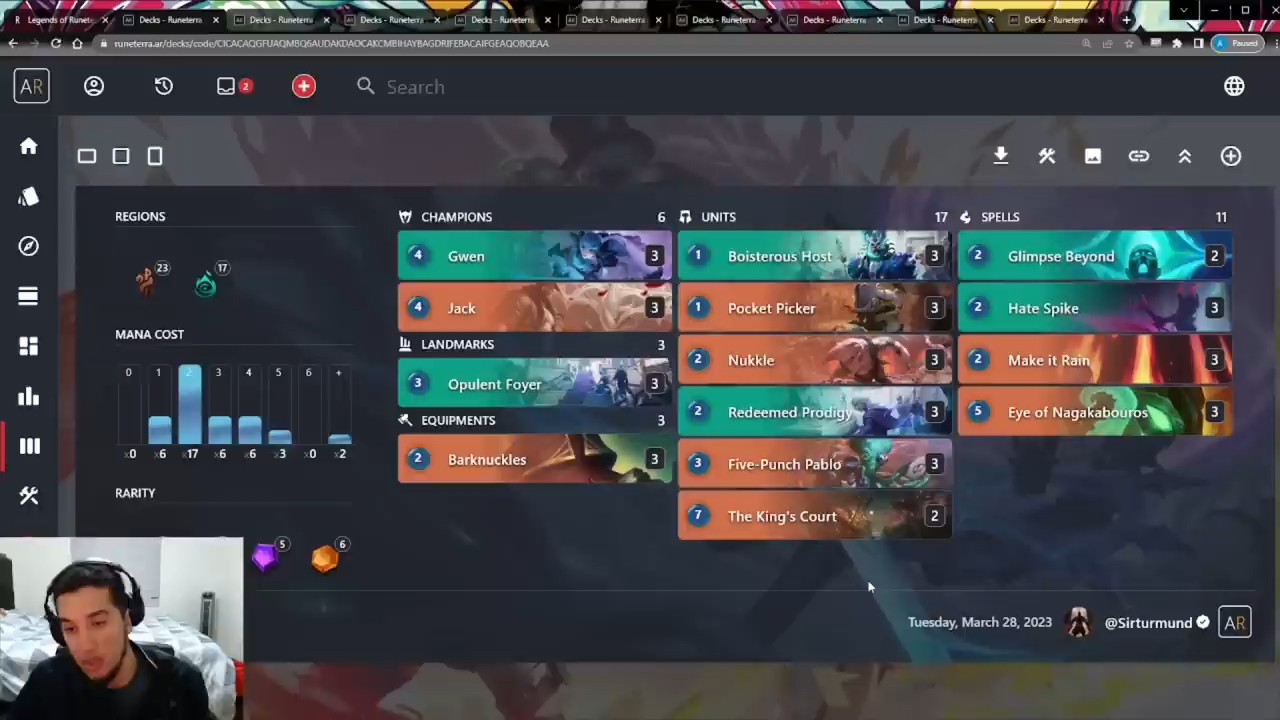 Legends of Runet
Decks - Runeterra
Decks - Runeterra
Decks - Runeterra
Decks - Runeterra
Decks - Runeterra
Decks - Runeterra
Decks - Runeterra
Decks - Runeterra
Decks - Runeterra
Paused
AR
2
Search
REGIONS
23
17
MANA COST
0 1 2 3 4 5 6 +
x0 x6 x17 x6 x6 x3 x0 x2
RARITY
5
6
CHAMPIONS 6
4 Gwen 3
4 Jack 3
LANDMARKS 3
3 Opulent Foyer 3
EQUIPMENTS 3
2 Barknuckles 3
UNITS 17
1 Boisterous Host 3
1 Pocket Picker 3
2 Nukkle 3
2 Redeemed Prodigy 3
3 Five-Punch Pablo 3
7 The King's Court 2
SPELLS 11
2 Glimpse Beyond 2
2 Hate Spike 3
2 Make it Rain 3
5 Eye of Nagakabouros 3
Tuesday, March 28, 2023
@Sirturmund
AR